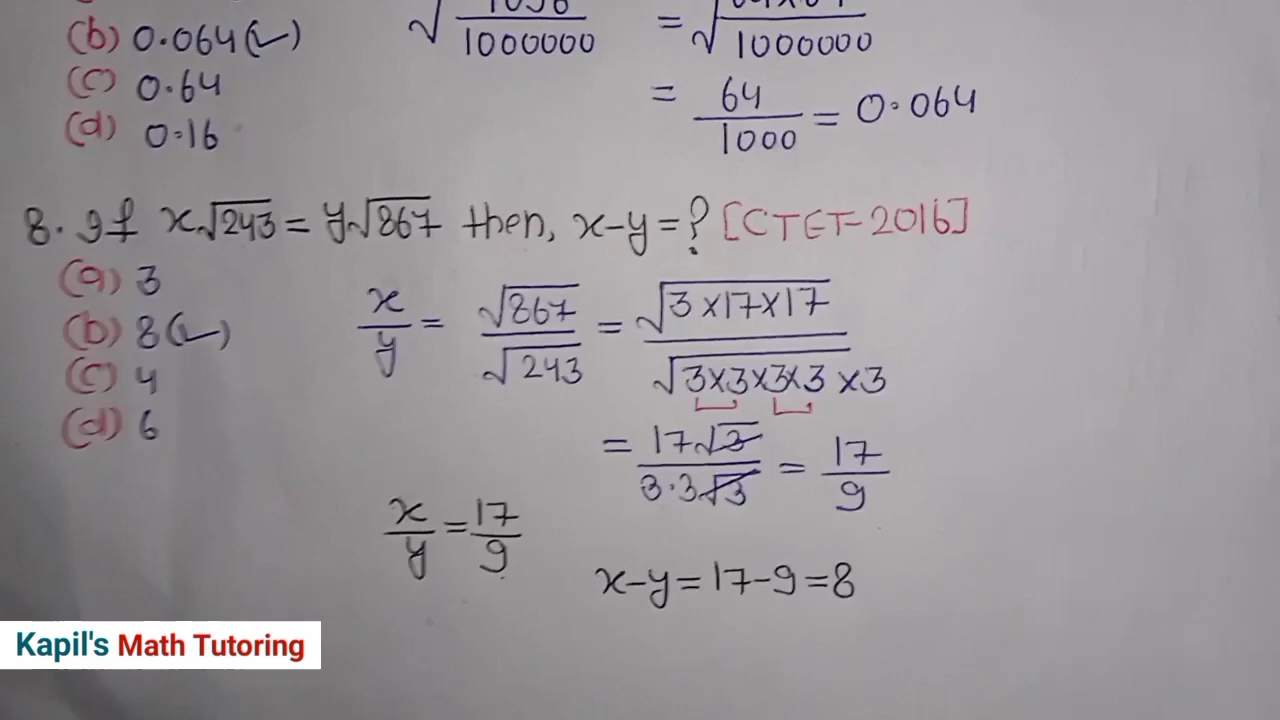 (b) 0.064(✓)
1000000
=
1000000
(c) 0.64
= 64/1000 = 0.064
(d) 0.16
8. If x√243 = y√867 then, x-y=? [CTET-2016]
(a) 3
(b) 8(✓)
(c) 4
(d) 6
x/y = √867/√243 = √3×17×17/√3×3×3×3×3
= 17√3/3·3√3 = 17/9
x/y = 17/9
x-y = 17-9 = 8
Kapil's Math Tutoring